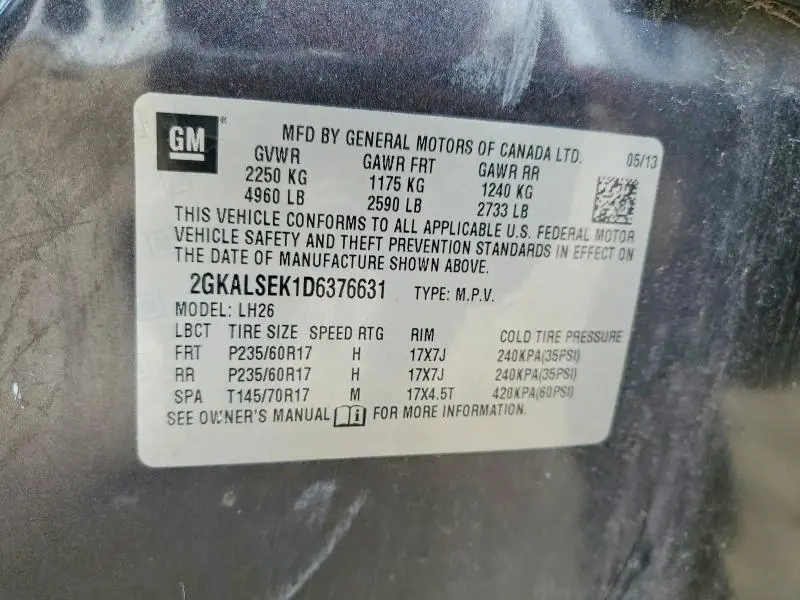 GM
MFD BY GENERAL MOTORS OF CANADA LTD. 05/13
GVWR GAWR FRT GAWR RR
2250 KG 1175 KG 1240 KG
4960 LB 2590 LB 2733 LB
THIS VEHICLE CONFORMS TO ALL APPLICABLE U.S. FEDERAL MOTOR
VEHICLE SAFETY AND THEFT PREVENTION STANDARDS IN EFFECT ON
THE DATE OF MANUFACTURE SHOWN ABOVE.
2GKALSEK1D6376631 TYPE: M.P.V.
MODEL: LH26
LBCT TIRE SIZE SPEED RTG RIM COLD TIRE PRESSURE
FRT P235/60R17 H 17X7J 240KPA(35PSI)
RR P235/60R17 H 17X7J 240KPA(35PSI)
SPA T145/70R17 M 17X4.5T 420KPA(60PSI)
SEE OWNER'S MANUAL FOR MORE INFORMATION.